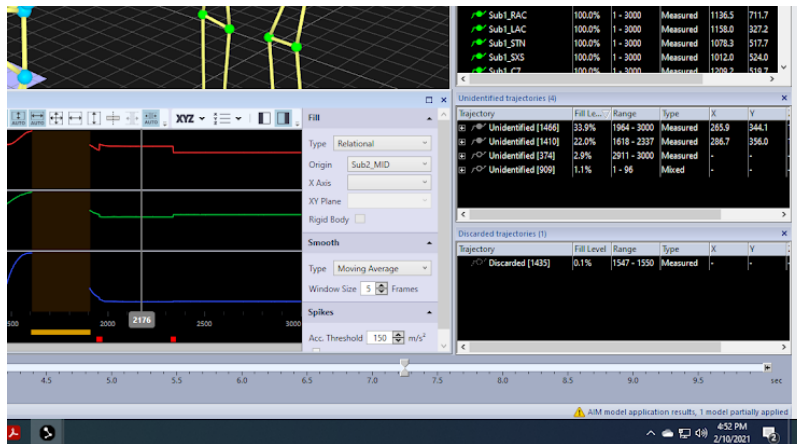 Sub1_RAC 100.0% 1 - 3000 Measured 1136.5 711.7
Sub1_LAC 100.0% 1 - 3000 Measured 1158.0 327.2
Sub1_STN 100.0% 1 - 3000 Measured 1078.3 517.7
Sub1_SXS 100.0% 1 - 3000 Measured 1012.0 524.0
Sub1_C7 100.0% 1 - 3000 Measured 1209.2 519.7
Unidentified trajectories (4)
Trajectory Fill Le... Range Type X Y
Unidentified [1466] 33.9% 1964 - 3000 Measured 265.9 344.1
Unidentified [1410] 22.0% 1618 - 2337 Measured 286.7 356.0
Unidentified [374] 2.9% 2911 - 3000 Measured - -
Unidentified [909] 1.1% 1 - 96 Mixed - -
Discarded trajectories (1)
Trajectory Fill Level Range Type X Y
Discarded [1435] 0.1% 1547 - 1550 Measured - -
AUTO AUTO AUTO XYZ
Fill
Type Relational
Origin Sub2_MID
X Axis
XY Plane
Rigid Body
Smooth
Type Moving Average
Window Size 5 Frames
Spikes
Acc. Threshold 150 m/s²
500 2000 2176 2500 3000
4.5 5.0 5.5 6.0 6.5 7.0 7.5 8.0 8.5 9.0 9.5 sec
AIM model application results, 1 model partially applied
4:52 PM
2/10/2021
2